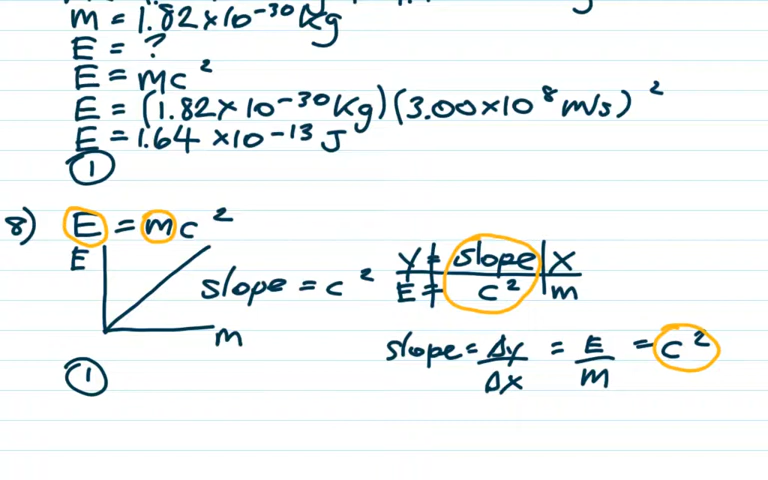 m = 1.82×10⁻³⁰ Kg
E = ?
E = mc²
E = (1.82×10⁻³⁰ Kg)(3.00×10⁸ m/s)²
E = 1.64 ×10⁻¹³ J
①
8) E = mc²
E
m
slope = c²
Y = slope | X
E = c² | m
slope = Δy/Δx = E/m = c²
①